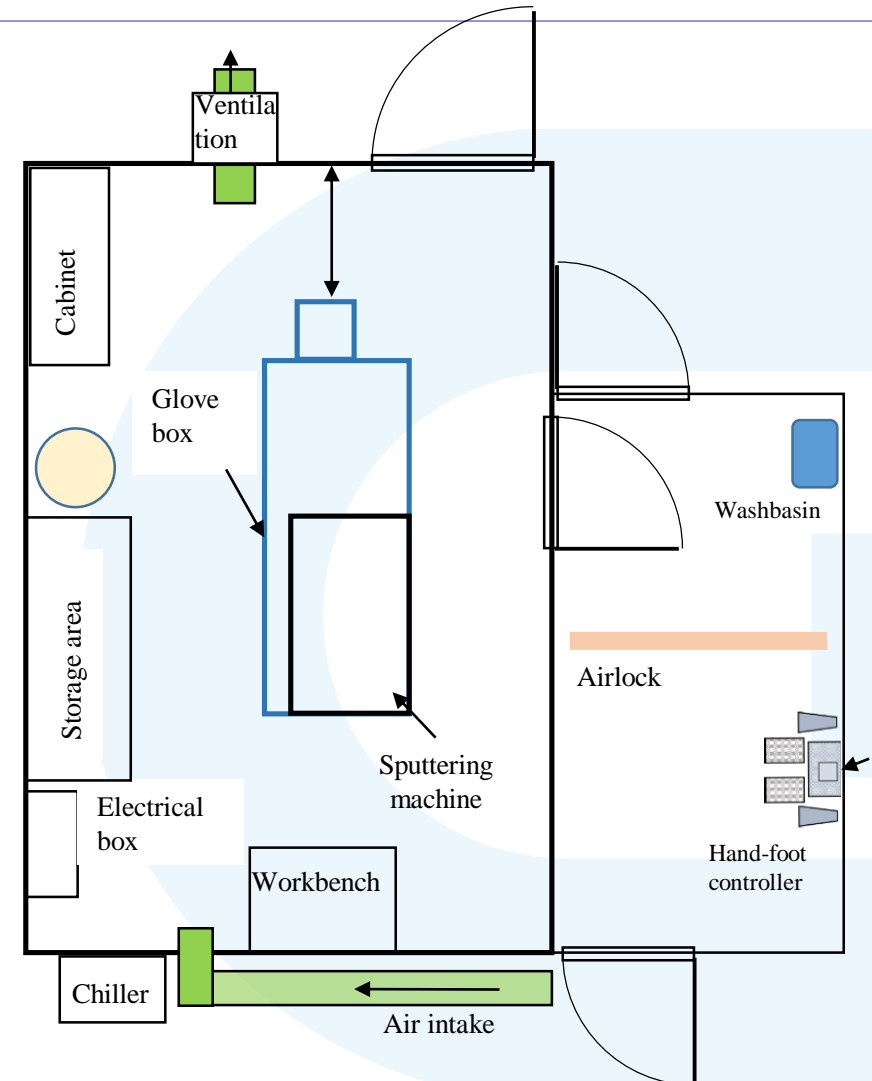 Ventila
tion
Cabinet
Glove
box
Washbasin
Storage area
Airlock
Sputtering
machine
Electrical
box
Hand-foot
controller
Workbench
Chiller
Air intake